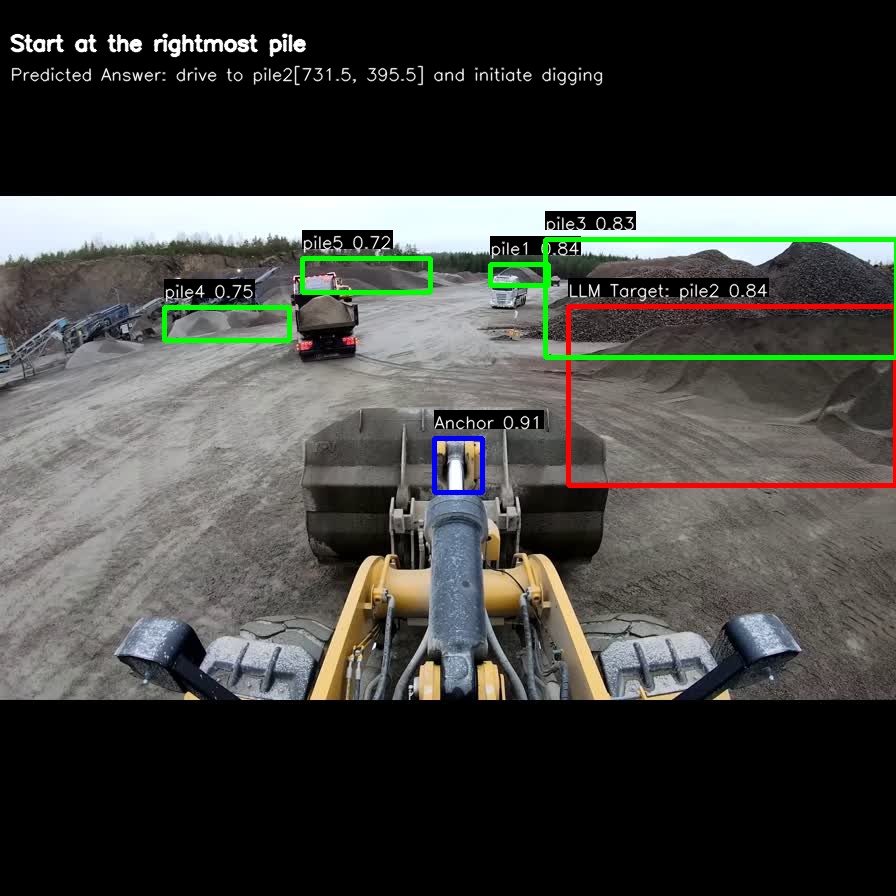 Start at the rightmost pile
Predicted Answer: drive to pile2[731.5, 395.5] and initiate digging
pile3 0.83
pile5 0.72
pile1 0.84
pile4 0.75
LLM Target: pile2 0.84
Anchor 0.91